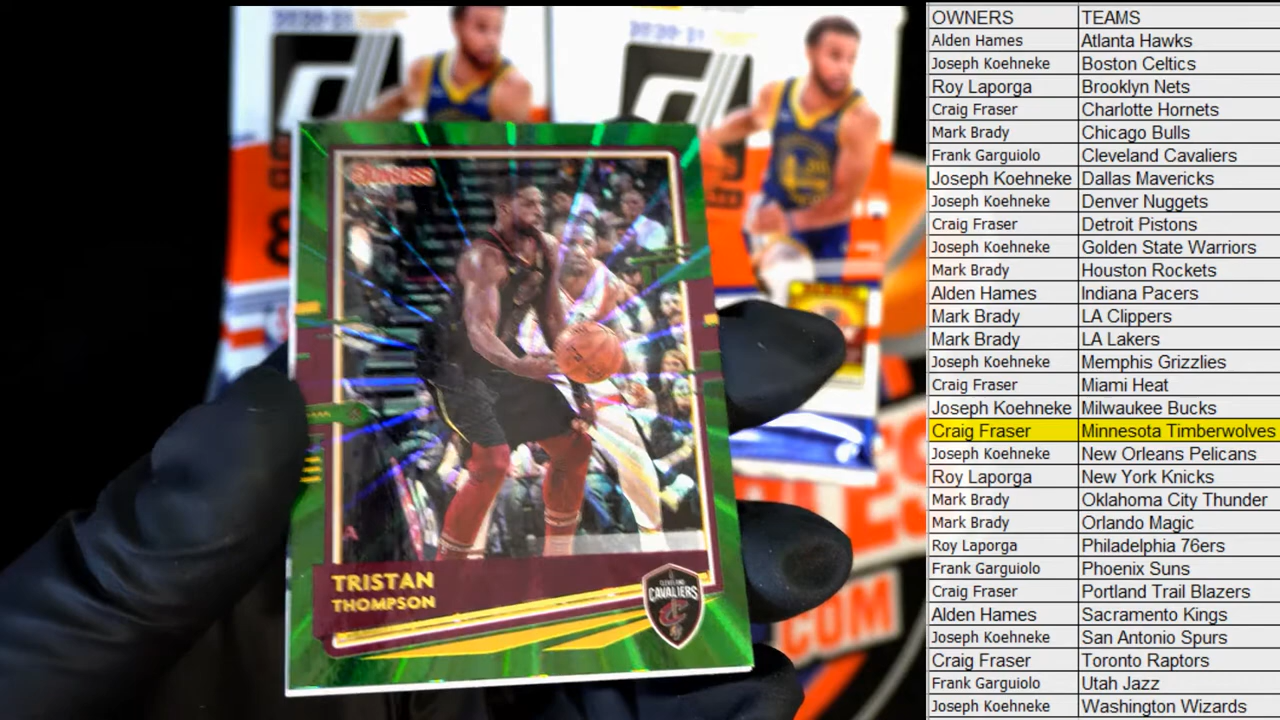 2020-21
2020-21
DONRUSS
TRISTAN
THOMPSON
CLEVELAND
CAVALIERS
C
.COM
OWNERS TEAMS
Alden Hames Atlanta Hawks
Joseph Koehneke Boston Celtics
Roy Laporga Brooklyn Nets
Craig Fraser Charlotte Hornets
Mark Brady Chicago Bulls
Frank Garguiolo Cleveland Cavaliers
Joseph Koehneke Dallas Mavericks
Joseph Koehneke Denver Nuggets
Craig Fraser Detroit Pistons
Joseph Koehneke Golden State Warriors
Mark Brady Houston Rockets
Alden Hames Indiana Pacers
Mark Brady LA Clippers
Mark Brady LA Lakers
Joseph Koehneke Memphis Grizzlies
Craig Fraser Miami Heat
Joseph Koehneke Milwaukee Bucks
Craig Fraser Minnesota Timberwolves
Joseph Koehneke New Orleans Pelicans
Roy Laporga New York Knicks
Mark Brady Oklahoma City Thunder
Mark Brady Orlando Magic
Roy Laporga Philadelphia 76ers
Frank Garguiolo Phoenix Suns
Craig Fraser Portland Trail Blazers
Alden Hames Sacramento Kings
Joseph Koehneke San Antonio Spurs
Craig Fraser Toronto Raptors
Frank Garguiolo Utah Jazz
Joseph Koehneke Washington Wizards